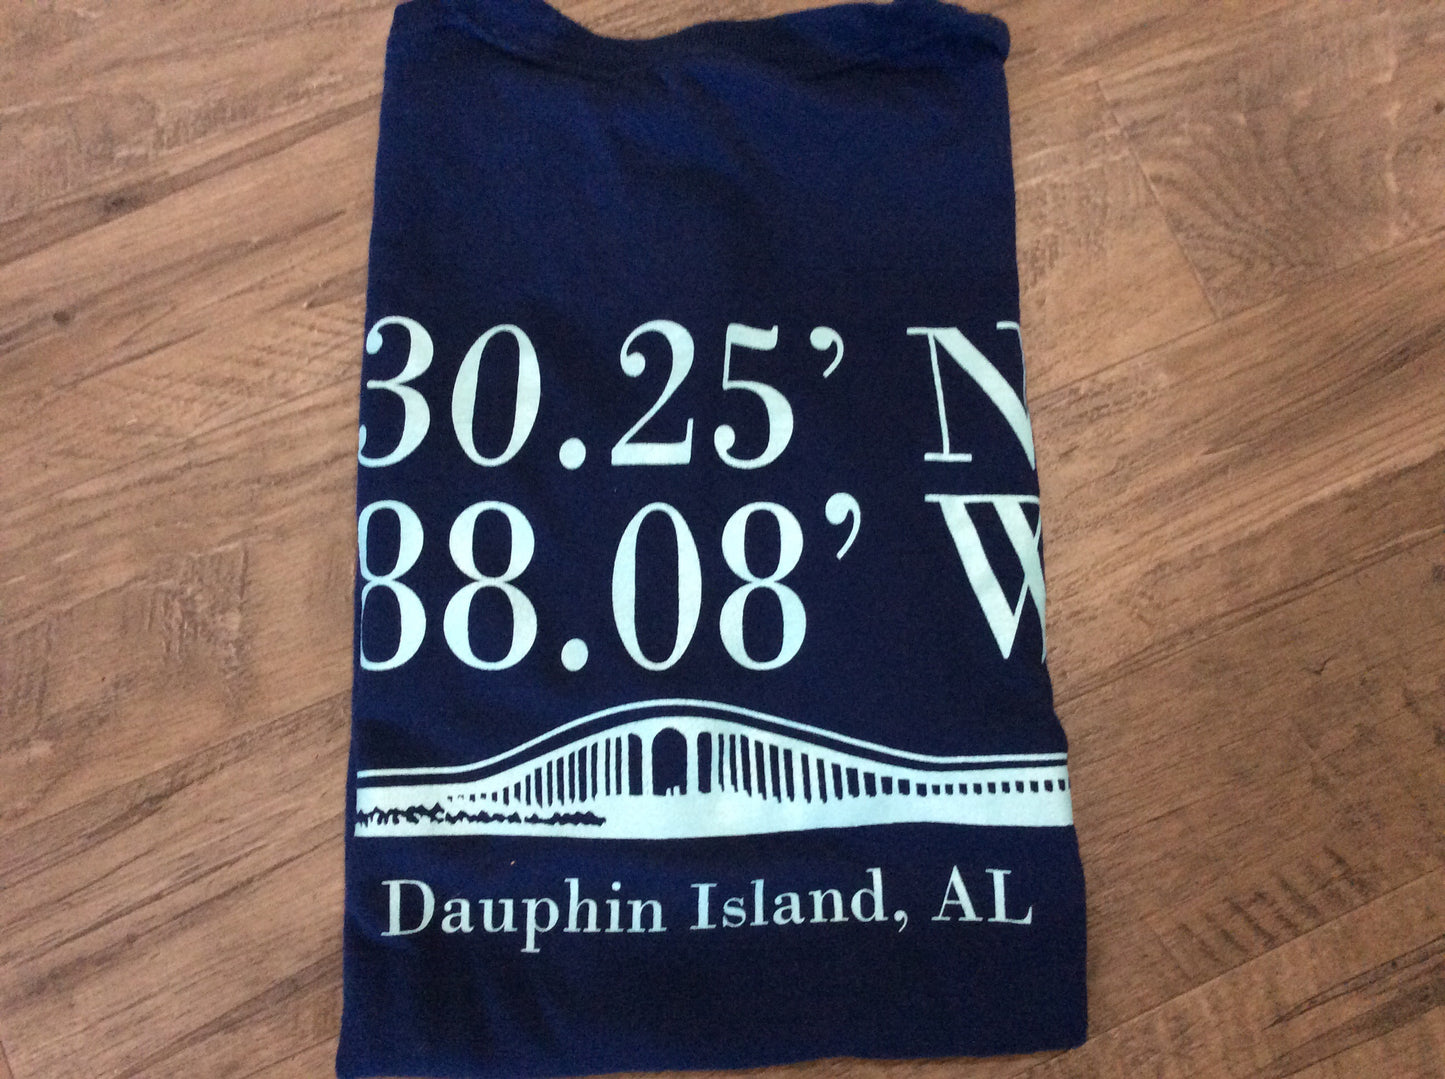 30.25’ N
88.08’ W
Dauphin Island, AL